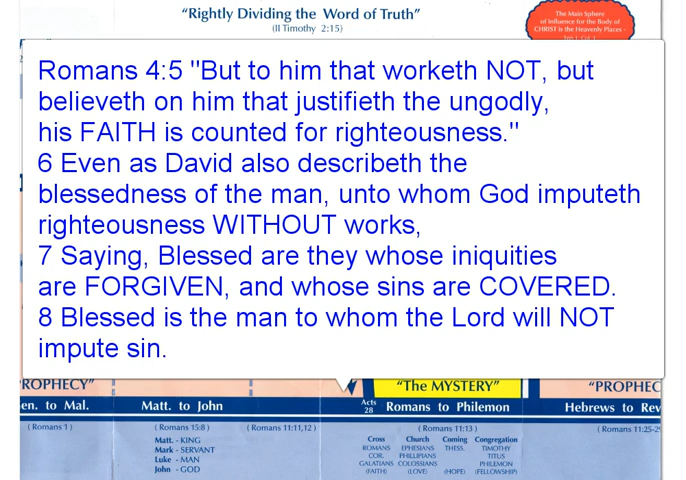 “Rightly Dividing the Word of Truth”
(II Timothy 2:15)
The Main Sphere
of Influence for the Body of
CHRIST is the Heavenly Places -
Romans 4:5 "But to him that worketh NOT, but
believeth on him that justifieth the ungodly,
his FAITH is counted for righteousness."
6 Even as David also describeth the
blessedness of the man, unto whom God imputeth
righteousness WITHOUT works,
7 Saying, Blessed are they whose iniquities
are FORGIVEN, and whose sins are COVERED.
8 Blessed is the man to whom the Lord will NOT
impute sin.
ROPHECY” “The MYSTERY” “PROPHEC
en. to Mal. Matt. to John Acts 28 Romans to Philemon Hebrews to Rev
( Romans 1 ) ( Romans 15:8 ) ( Romans 11:11,12 ) ( Romans 11:13 ) ( Romans 11:25-2
Matt. - KING
Mark - SERVANT
Luke - MAN
John - GOD
Cross Church Coming Congregation
ROMANS EPHESIANS THESS. TIMOTHY
COR. PHILLIPIANS TITUS
GALATIANS COLOSSIANS PHILEMON
(FAITH) (LOVE) (HOPE) (FELLOWSHIP)